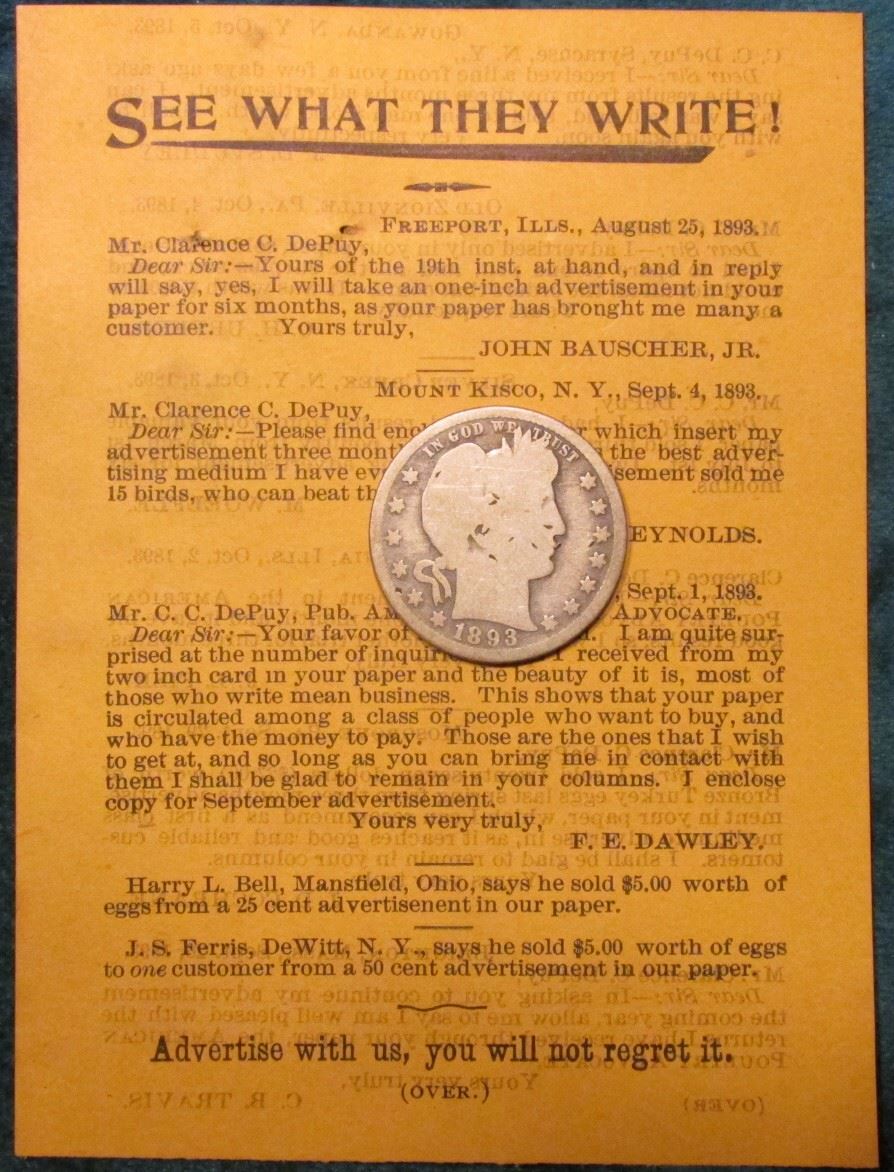 SEE WHAT THEY WRITE!
FREEPORT, ILLS., August 25, 1893.
Mr. Clarence C. DePuy,
Dear Sir:—Yours of the 19th inst. at hand, and in reply
will say, yes, I will take an one-inch advertisement in your
paper for six months, as your paper has bronght me many a
customer. Yours truly,
JOHN BAUSCHER, JR.
MOUNT KISCO, N. Y., Sept. 4, 1893.
Mr. Clarence C. DePuy,
Dear Sir:—Please find which insert my
advertisement three the best adver-
tising medium I have sold me
15 birds, who can beat
EYNOLDS.
Sept. 1, 1893.
Mr. C. C. DePuy, Pub. ADVOCATE.
Dear Sir:—Your favor of I am quite sur-
prised at the number of I received from my
two inch card in your paper and the beauty of it is, most of
those who write mean business. This shows that your paper
is circulated among a class of people who want to buy, and
who have the money to pay. Those are the ones that I wish
to get at, and so long as you can bring me in contact with
them I shall be glad to remain in your columns. I enclose
copy for September advertisement.
Yours very truly,
F. E. DAWLEY.
Harry L. Bell, Mansfield, Ohio, says he sold $5.00 worth of
eggs from a 25 cent advertisenent in our paper.
J. S. Ferris, DeWitt, N. Y., says he sold $5.00 worth of eggs
to one customer from a 50 cent advertisement in our paper.
Advertise with us, you will not regret it.
(OVER.)
IN GOD WE TRUST
1893